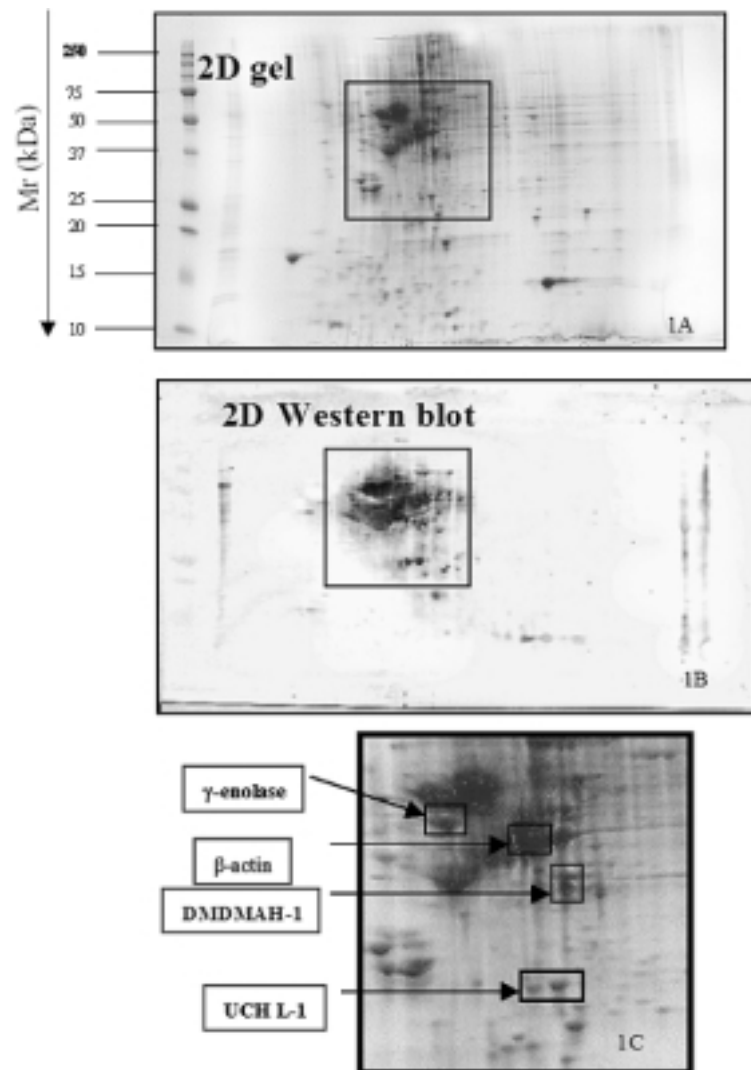 2D gel
Mr (kDa)
250
75
50
37
25
20
15
10
1A
2D Western blot
1B
γ-enolase
β-actin
DMDMAH-1
UCH L-1
1C